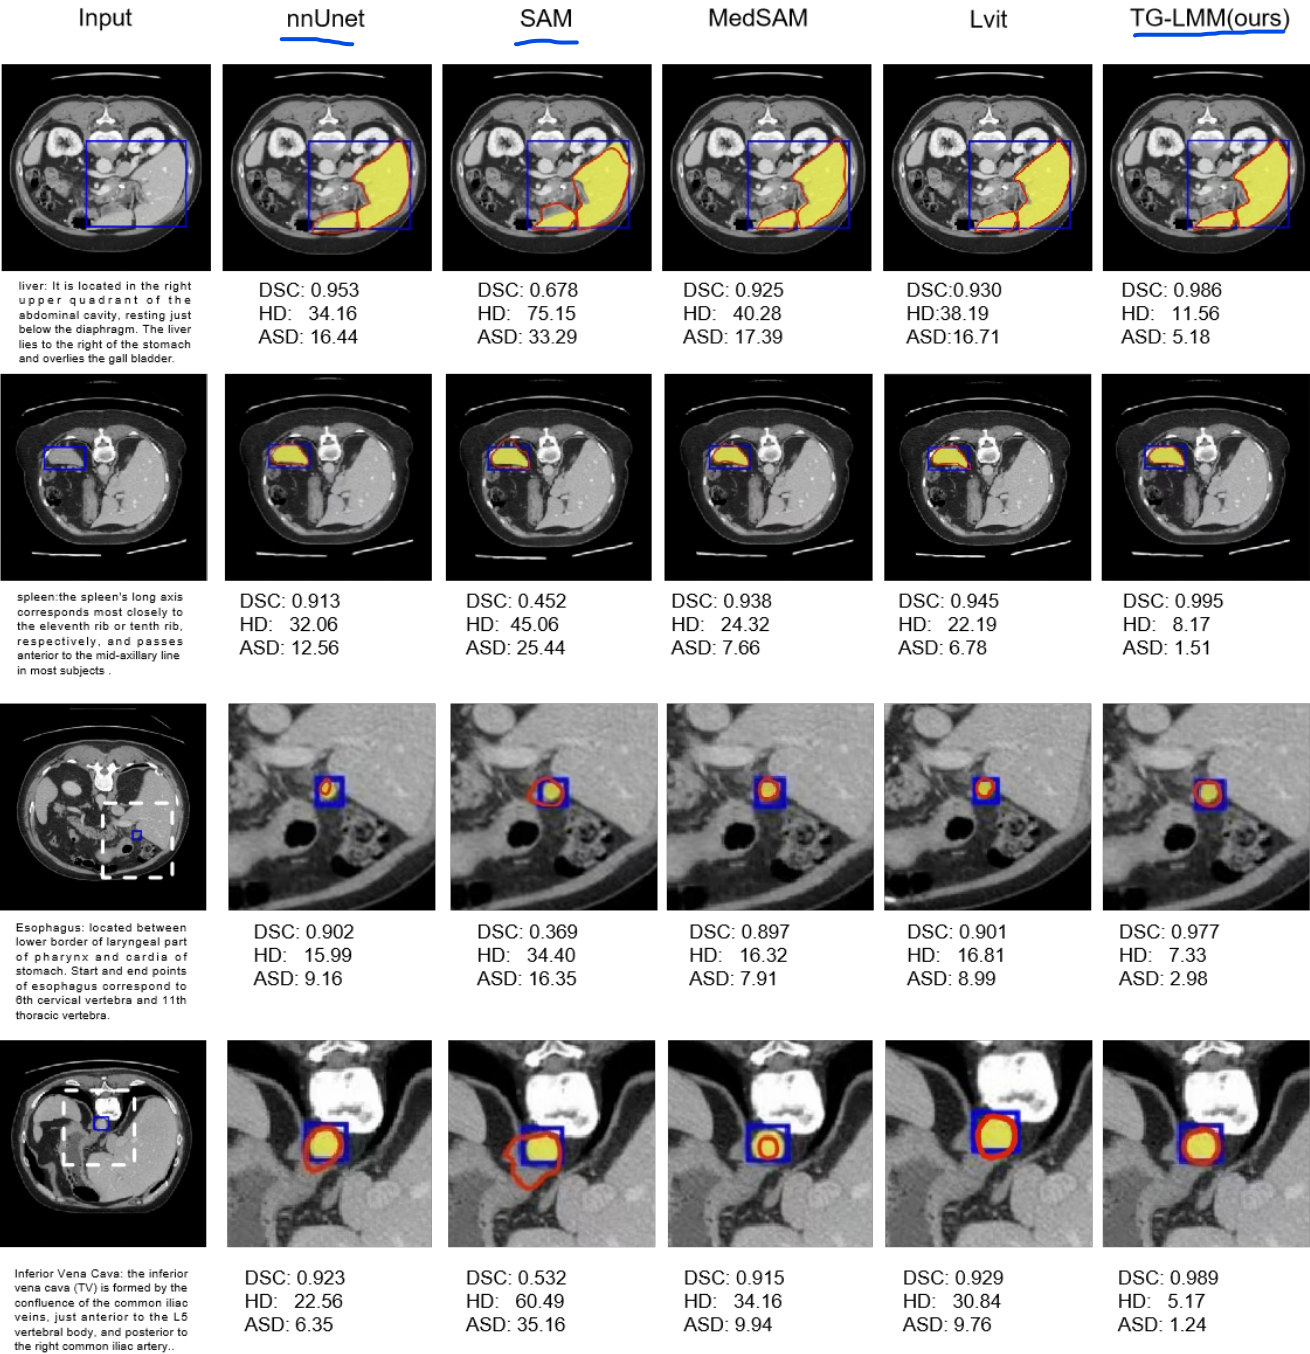 Input nnUnet SAM MedSAM Lvit TG-LMM(ours)
liver: It is located in the right
upper quadrant of the
abdominal cavity, resting just
below the diaphragm. The liver
lies to the right of the stomach
and overlies the gall bladder.
DSC: 0.953
HD: 34.16
ASD: 16.44
DSC: 0.678
HD: 75.15
ASD: 33.29
DSC: 0.925
HD: 40.28
ASD: 17.39
DSC:0.930
HD:38.19
ASD:16.71
DSC: 0.986
HD: 11.56
ASD: 5.18
spleen:the spleen's long axis
corresponds most closely to
the eleventh rib or tenth rib,
respectively, and passes
anterior to the mid-axillary line
in most subjects .
DSC: 0.913
HD: 32.06
ASD: 12.56
DSC: 0.452
HD: 45.06
ASD: 25.44
DSC: 0.938
HD: 24.32
ASD: 7.66
DSC: 0.945
HD: 22.19
ASD: 6.78
DSC: 0.995
HD: 8.17
ASD: 1.51
Esophagus: located between
lower border of laryngeal part
of pharynx and cardia of
stomach. Start and end points
of esophagus correspond to
6th cervical vertebra and 11th
thoracic vertebra.
DSC: 0.902
HD: 15.99
ASD: 9.16
DSC: 0.369
HD: 34.40
ASD: 16.35
DSC: 0.897
HD: 16.32
ASD: 7.91
DSC: 0.901
HD: 16.81
ASD: 8.99
DSC: 0.977
HD: 7.33
ASD: 2.98
Inferior Vena Cava: the inferior
vena cava (TV) is formed by the
confluence of the common iliac
veins, just anterior to the L5
vertebral body, and posterior to
the right common iliac artery..
DSC: 0.923
HD: 22.56
ASD: 6.35
DSC: 0.532
HD: 60.49
ASD: 35.16
DSC: 0.915
HD: 34.16
ASD: 9.94
DSC: 0.929
HD: 30.84
ASD: 9.76
DSC: 0.989
HD: 5.17
ASD: 1.24